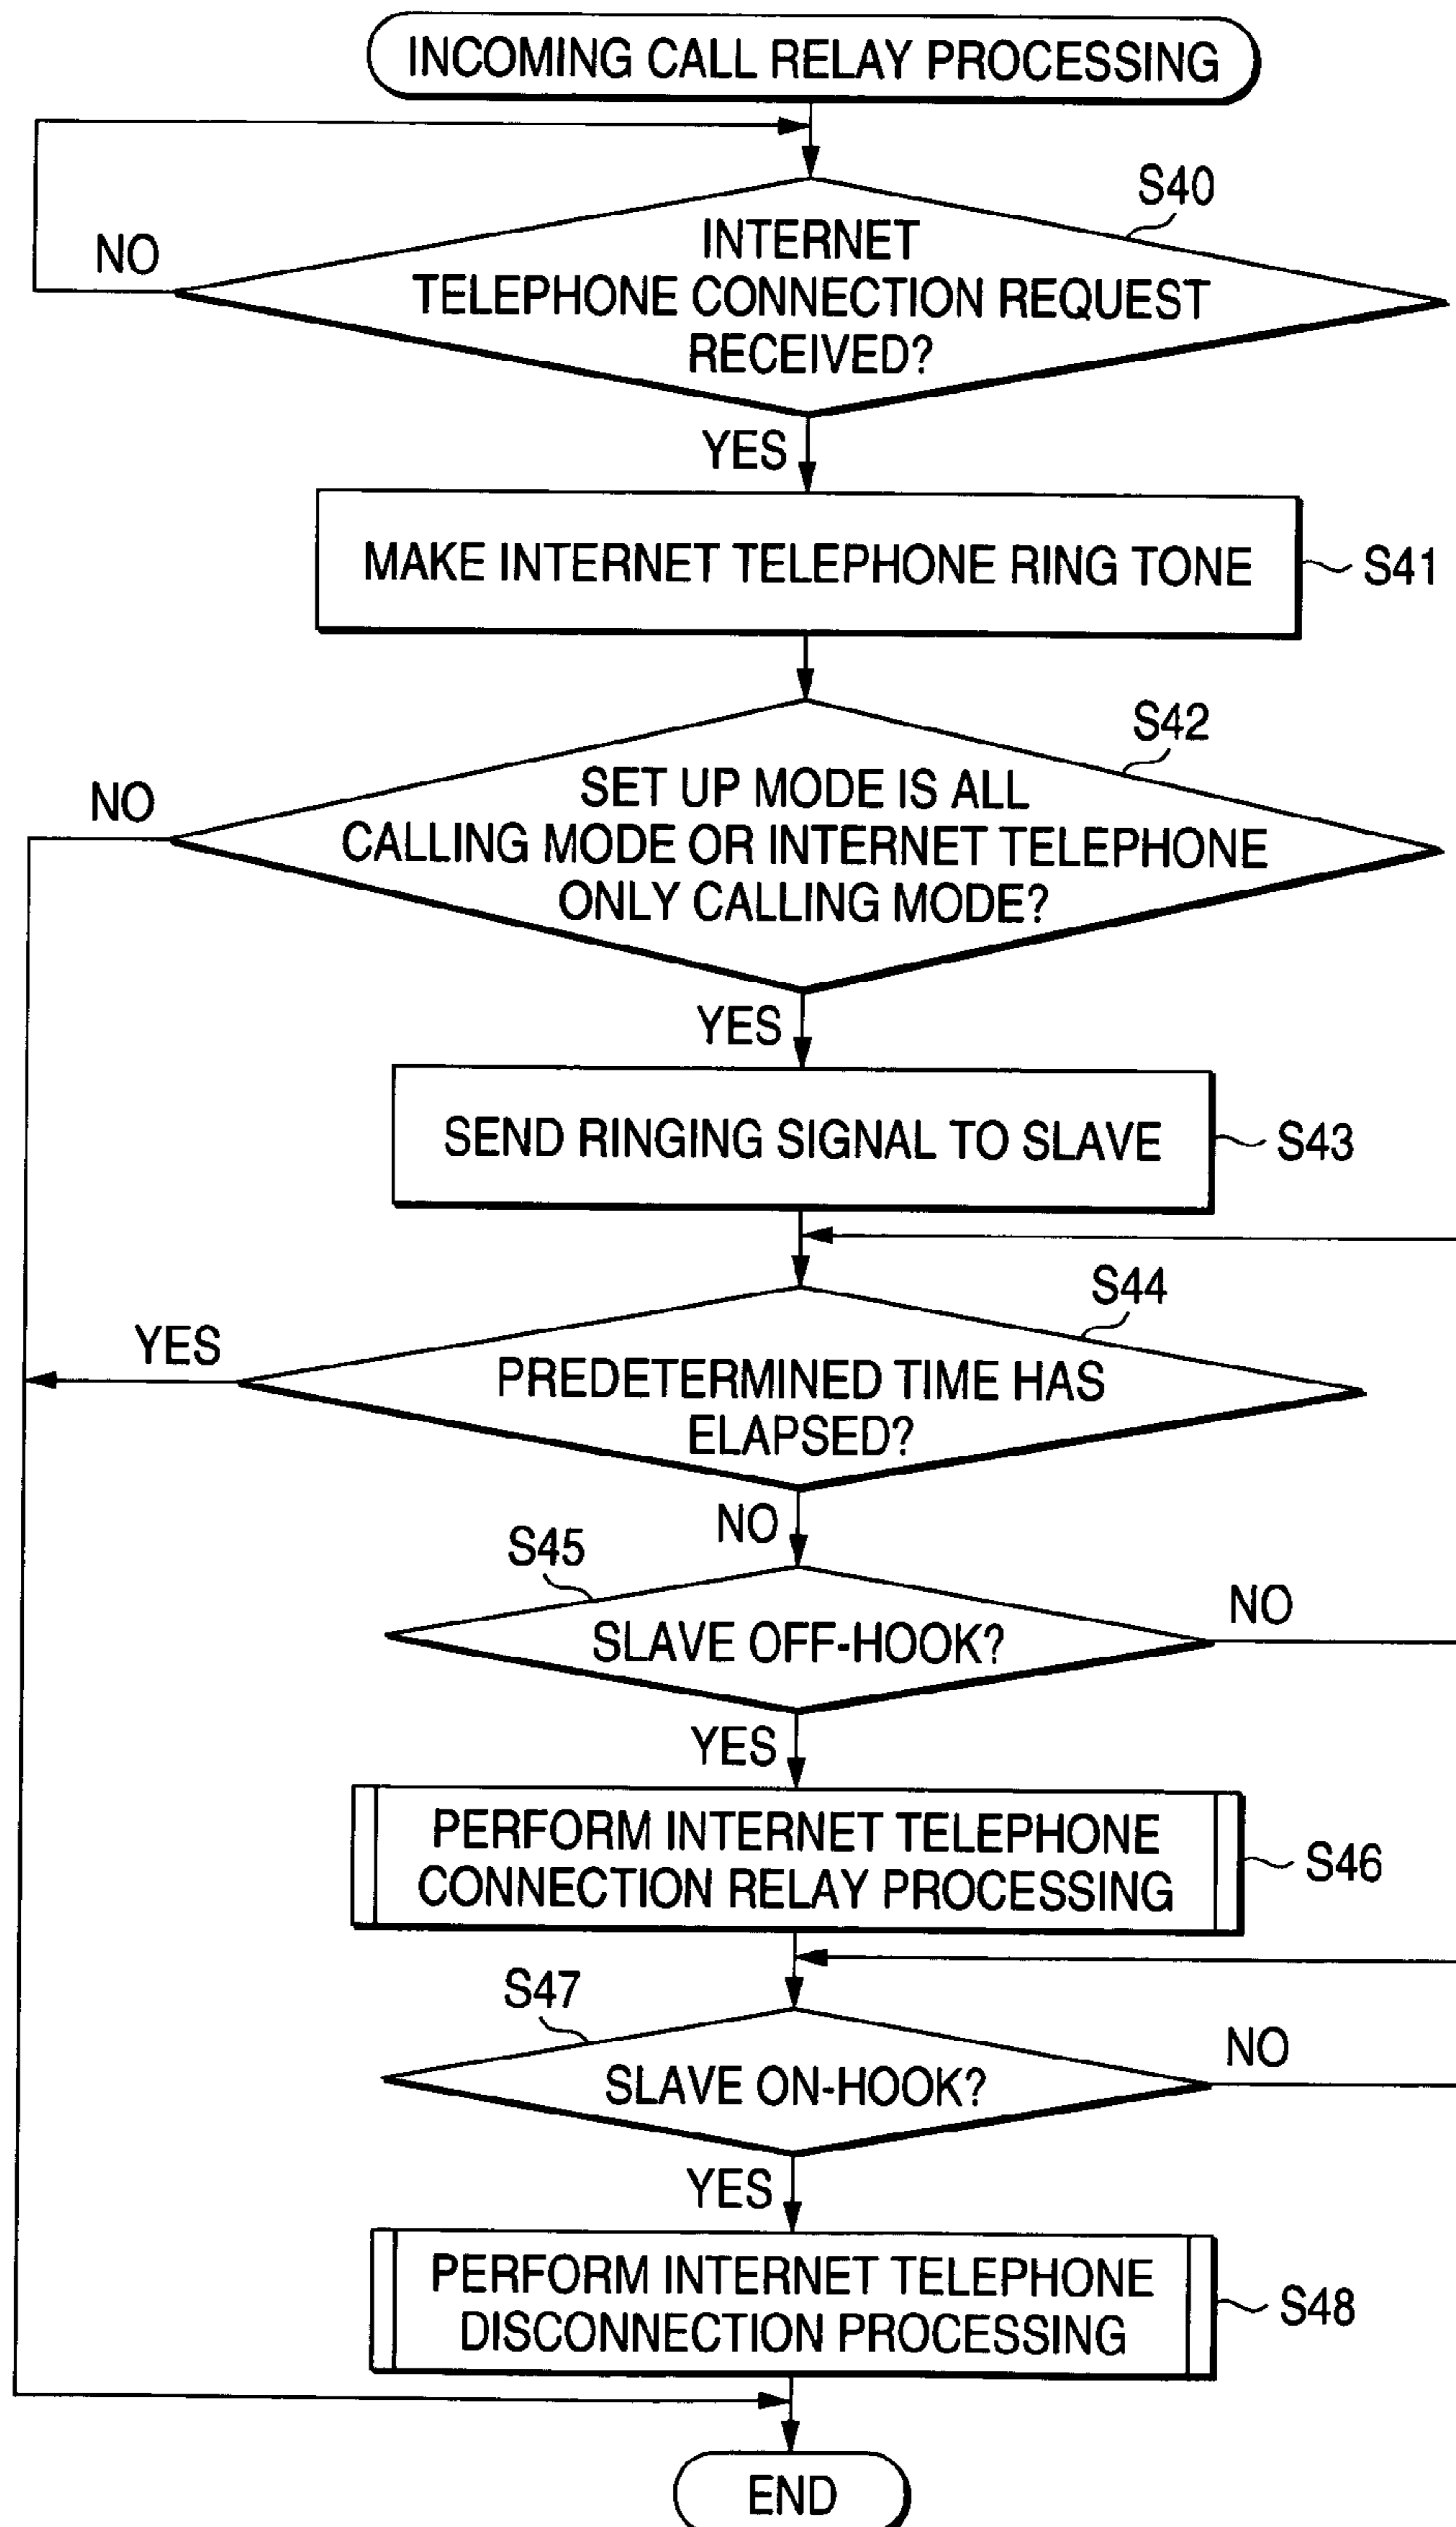 INCOMING CALL RELAY PROCESSING
S40
NO
INTERNET
TELEPHONE CONNECTION REQUEST
RECEIVED?
YES
MAKE INTERNET TELEPHONE RING TONE
S41
S42
NO
SET UP MODE IS ALL
CALLING MODE OR INTERNET TELEPHONE
ONLY CALLING MODE?
YES
SEND RINGING SIGNAL TO SLAVE
S43
S44
YES
PREDETERMINED TIME HAS
ELAPSED?
NO
S45
NO
SLAVE OFF-HOOK?
YES
PERFORM INTERNET TELEPHONE
CONNECTION RELAY PROCESSING
S46
S47
NO
SLAVE ON-HOOK?
YES
PERFORM INTERNET TELEPHONE
DISCONNECTION PROCESSING
S48
END